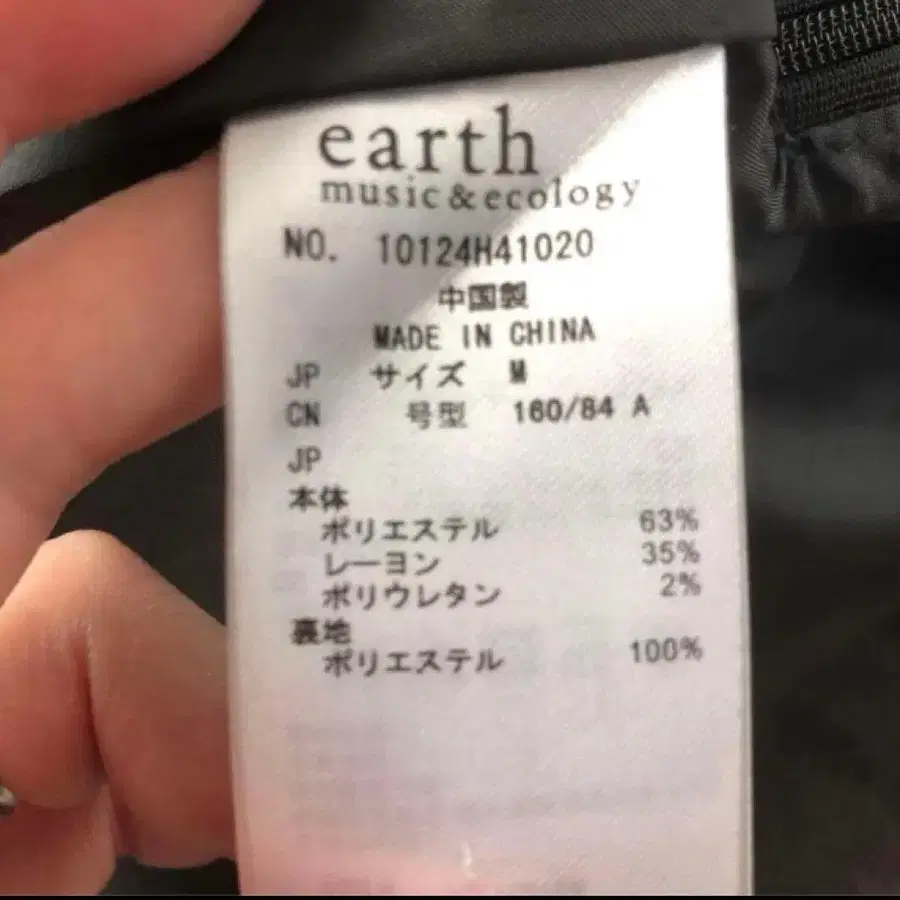 earth
music&ecology
NO. 10124H41020
中国製
MADE IN CHINA
JP サイズ M
CN 号型 160/84 A
JP
本体
ポリエステル 63%
レーヨン 35%
ポリウレタン 2%
裏地
ポリエステル 100%